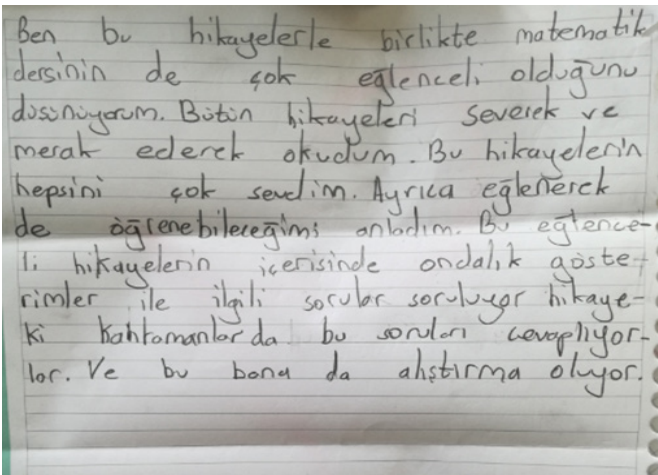 Ben bu hikayelerle birlikte matematik
dersinin de çok eğlenceli olduğunu
düşünüyorum. Bütün hikayeleri severek ve
merak ederek okudum. Bu hikayelerin
hepsini çok sevdim. Ayrıca eğlenerek
de öğrenebileceğimi anladım. Bu eğlence-
li hikayelerin içerisinde ondalık göste-
rimler ile ilgili sorular soruluyor hikaye-
ki kahramanlar da bu soruları cevaplıyor-
lar. Ve bu bana da alıştırma oluyor.